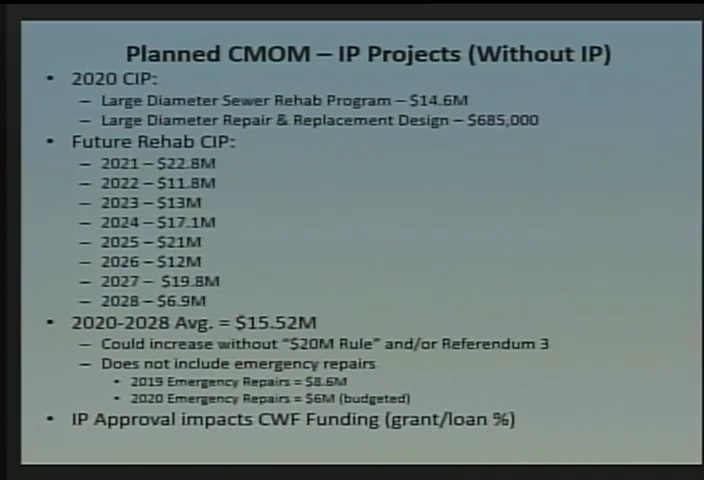 Planned CMOM – IP Projects (Without IP)
• 2020 CIP:
– Large Diameter Sewer Rehab Program – $14.6M
– Large Diameter Repair & Replacement Design – $685,000
• Future Rehab CIP:
– 2021 – $22.8M
– 2022 – $11.8M
– 2023 – $13M
– 2024 – $17.1M
– 2025 – $21M
– 2026 – $12M
– 2027 – $19.8M
– 2028 – $6.9M
• 2020-2028 Avg. = $15.52M
– Could increase without “$20M Rule” and/or Referendum 3
– Does not include emergency repairs
• 2019 Emergency Repairs = $8.6M
• 2020 Emergency Repairs = $6M (budgeted)
• IP Approval impacts CWF Funding (grant/loan %)